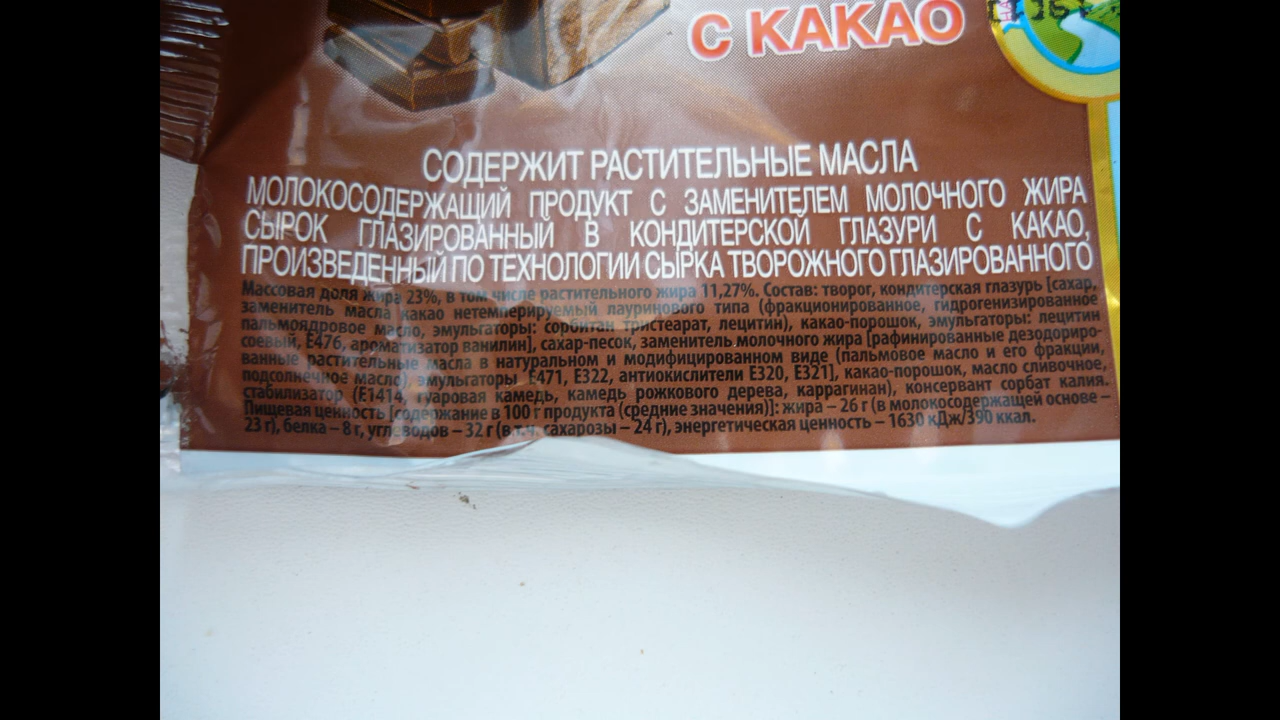 С КАКАО
СОДЕРЖИТ РАСТИТЕЛЬНЫЕ МАСЛА
МОЛОКОСОДЕРЖАЩИЙ ПРОДУКТ С ЗАМЕНИТЕЛЕМ МОЛОЧНОГО ЖИРА
СЫРОК ГЛАЗИРОВАННЫЙ В КОНДИТЕРСКОЙ ГЛАЗУРИ С КАКАО,
ПРОИЗВЕДЕННЫЙ ПО ТЕХНОЛОГИИ СЫРКА ТВОРОЖНОГО ГЛАЗИРОВАННОГО
Массовая доля жира 23%, в том числе растительного жира 11,27%. Состав: творог, кондитерская глазурь [сахар,
заменитель масла какао нетемперируемый лауринового типа (фракционированное, гидрогенизированное
пальмоядровое масло, эмульгаторы: сорбитан тристеарат, лецитин), какао-порошок, эмульгаторы: лецитин
соевый, Е476, ароматизатор ванилин], сахар-песок, заменитель молочного жира [рафинированные дезодориро-
ванные растительные масла в натуральном и модифицированном виде (пальмовое масло и его фракции,
подсолнечное масло), эмульгаторы Е471, Е322, антиокислители Е320, Е321], какао-порошок, масло сливочное,
стабилизатор (Е1414, гуаровая камедь, камедь рожкового дерева, каррагинан), консервант сорбат калия.
Пищевая ценность [содержание в 100 г продукта (средние значения)]: жира – 26 г (в молокосодержащей основе –
23 г), белка – 8 г, углеводов – 32 г (в т.ч. сахарозы – 24 г), энергетическая ценность – 1630 кДж/390 ккал.